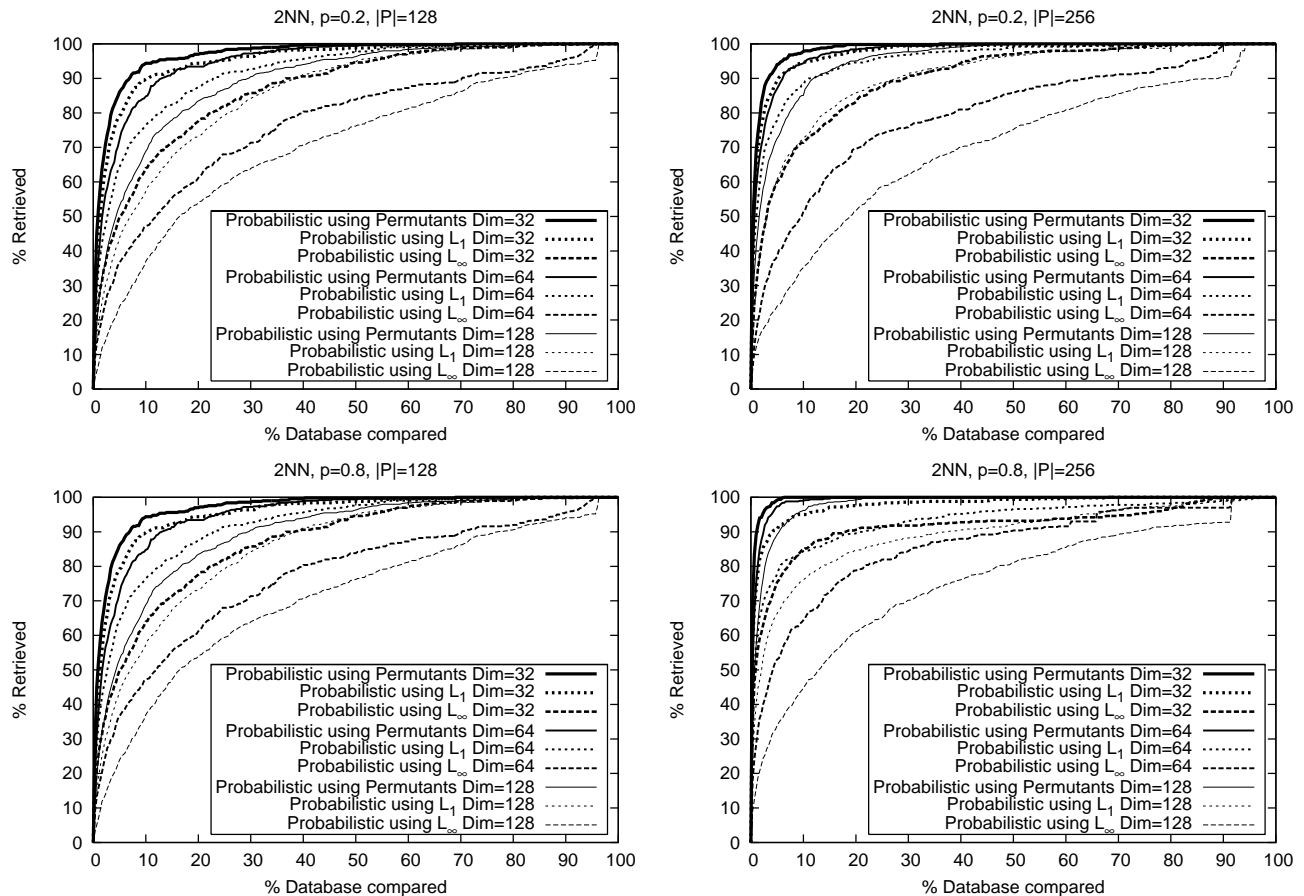 2NN, p=0.2, |P|=128
% Retrieved
100
90
80
70
60
50
40
30
20
10
0
Probabilistic using Permutants Dim=32
Probabilistic using L1 Dim=32
Probabilistic using L∞ Dim=32
Probabilistic using Permutants Dim=64
Probabilistic using L1 Dim=64
Probabilistic using L∞ Dim=64
Probabilistic using Permutants Dim=128
Probabilistic using L1 Dim=128
Probabilistic using L∞ Dim=128
0 10 20 30 40 50 60 70 80 90 100
% Database compared
2NN, p=0.2, |P|=256
% Retrieved
100
90
80
70
60
50
40
30
20
10
0
Probabilistic using Permutants Dim=32
Probabilistic using L1 Dim=32
Probabilistic using L∞ Dim=32
Probabilistic using Permutants Dim=64
Probabilistic using L1 Dim=64
Probabilistic using L∞ Dim=64
Probabilistic using Permutants Dim=128
Probabilistic using L1 Dim=128
Probabilistic using L∞ Dim=128
0 10 20 30 40 50 60 70 80 90 100
% Database compared
2NN, p=0.8, |P|=128
% Retrieved
100
90
80
70
60
50
40
30
20
10
0
Probabilistic using Permutants Dim=32
Probabilistic using L1 Dim=32
Probabilistic using L∞ Dim=32
Probabilistic using Permutants Dim=64
Probabilistic using L1 Dim=64
Probabilistic using L∞ Dim=64
Probabilistic using Permutants Dim=128
Probabilistic using L1 Dim=128
Probabilistic using L∞ Dim=128
0 10 20 30 40 50 60 70 80 90 100
% Database compared
2NN, p=0.8, |P|=256
% Retrieved
100
90
80
70
60
50
40
30
20
10
0
Probabilistic using Permutants Dim=32
Probabilistic using L1 Dim=32
Probabilistic using L∞ Dim=32
Probabilistic using Permutants Dim=64
Probabilistic using L1 Dim=64
Probabilistic using L∞ Dim=64
Probabilistic using Permutants Dim=128
Probabilistic using L1 Dim=128
Probabilistic using L∞ Dim=128
0 10 20 30 40 50 60 70 80 90 100
% Database compared